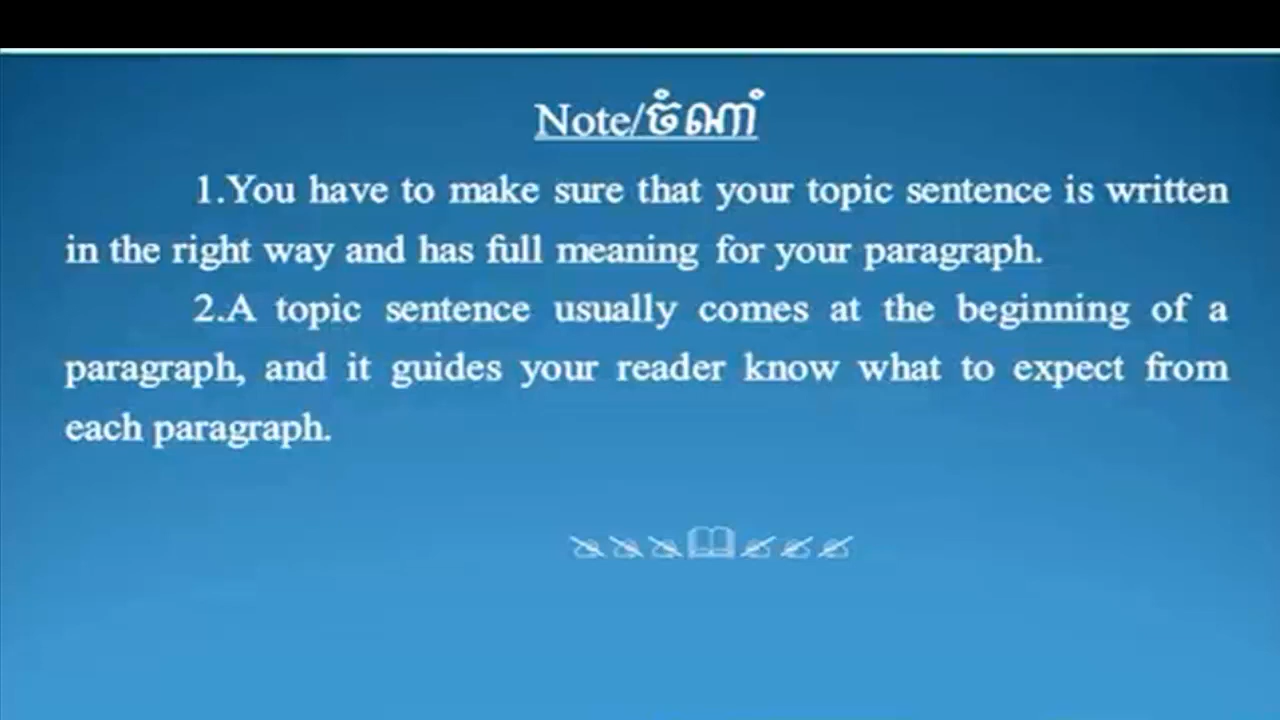 Note/ចំណាំ
1.You have to make sure that your topic sentence is written
in the right way and has full meaning for your paragraph.
2.A topic sentence usually comes at the beginning of a
paragraph, and it guides your reader know what to expect from
each paragraph.